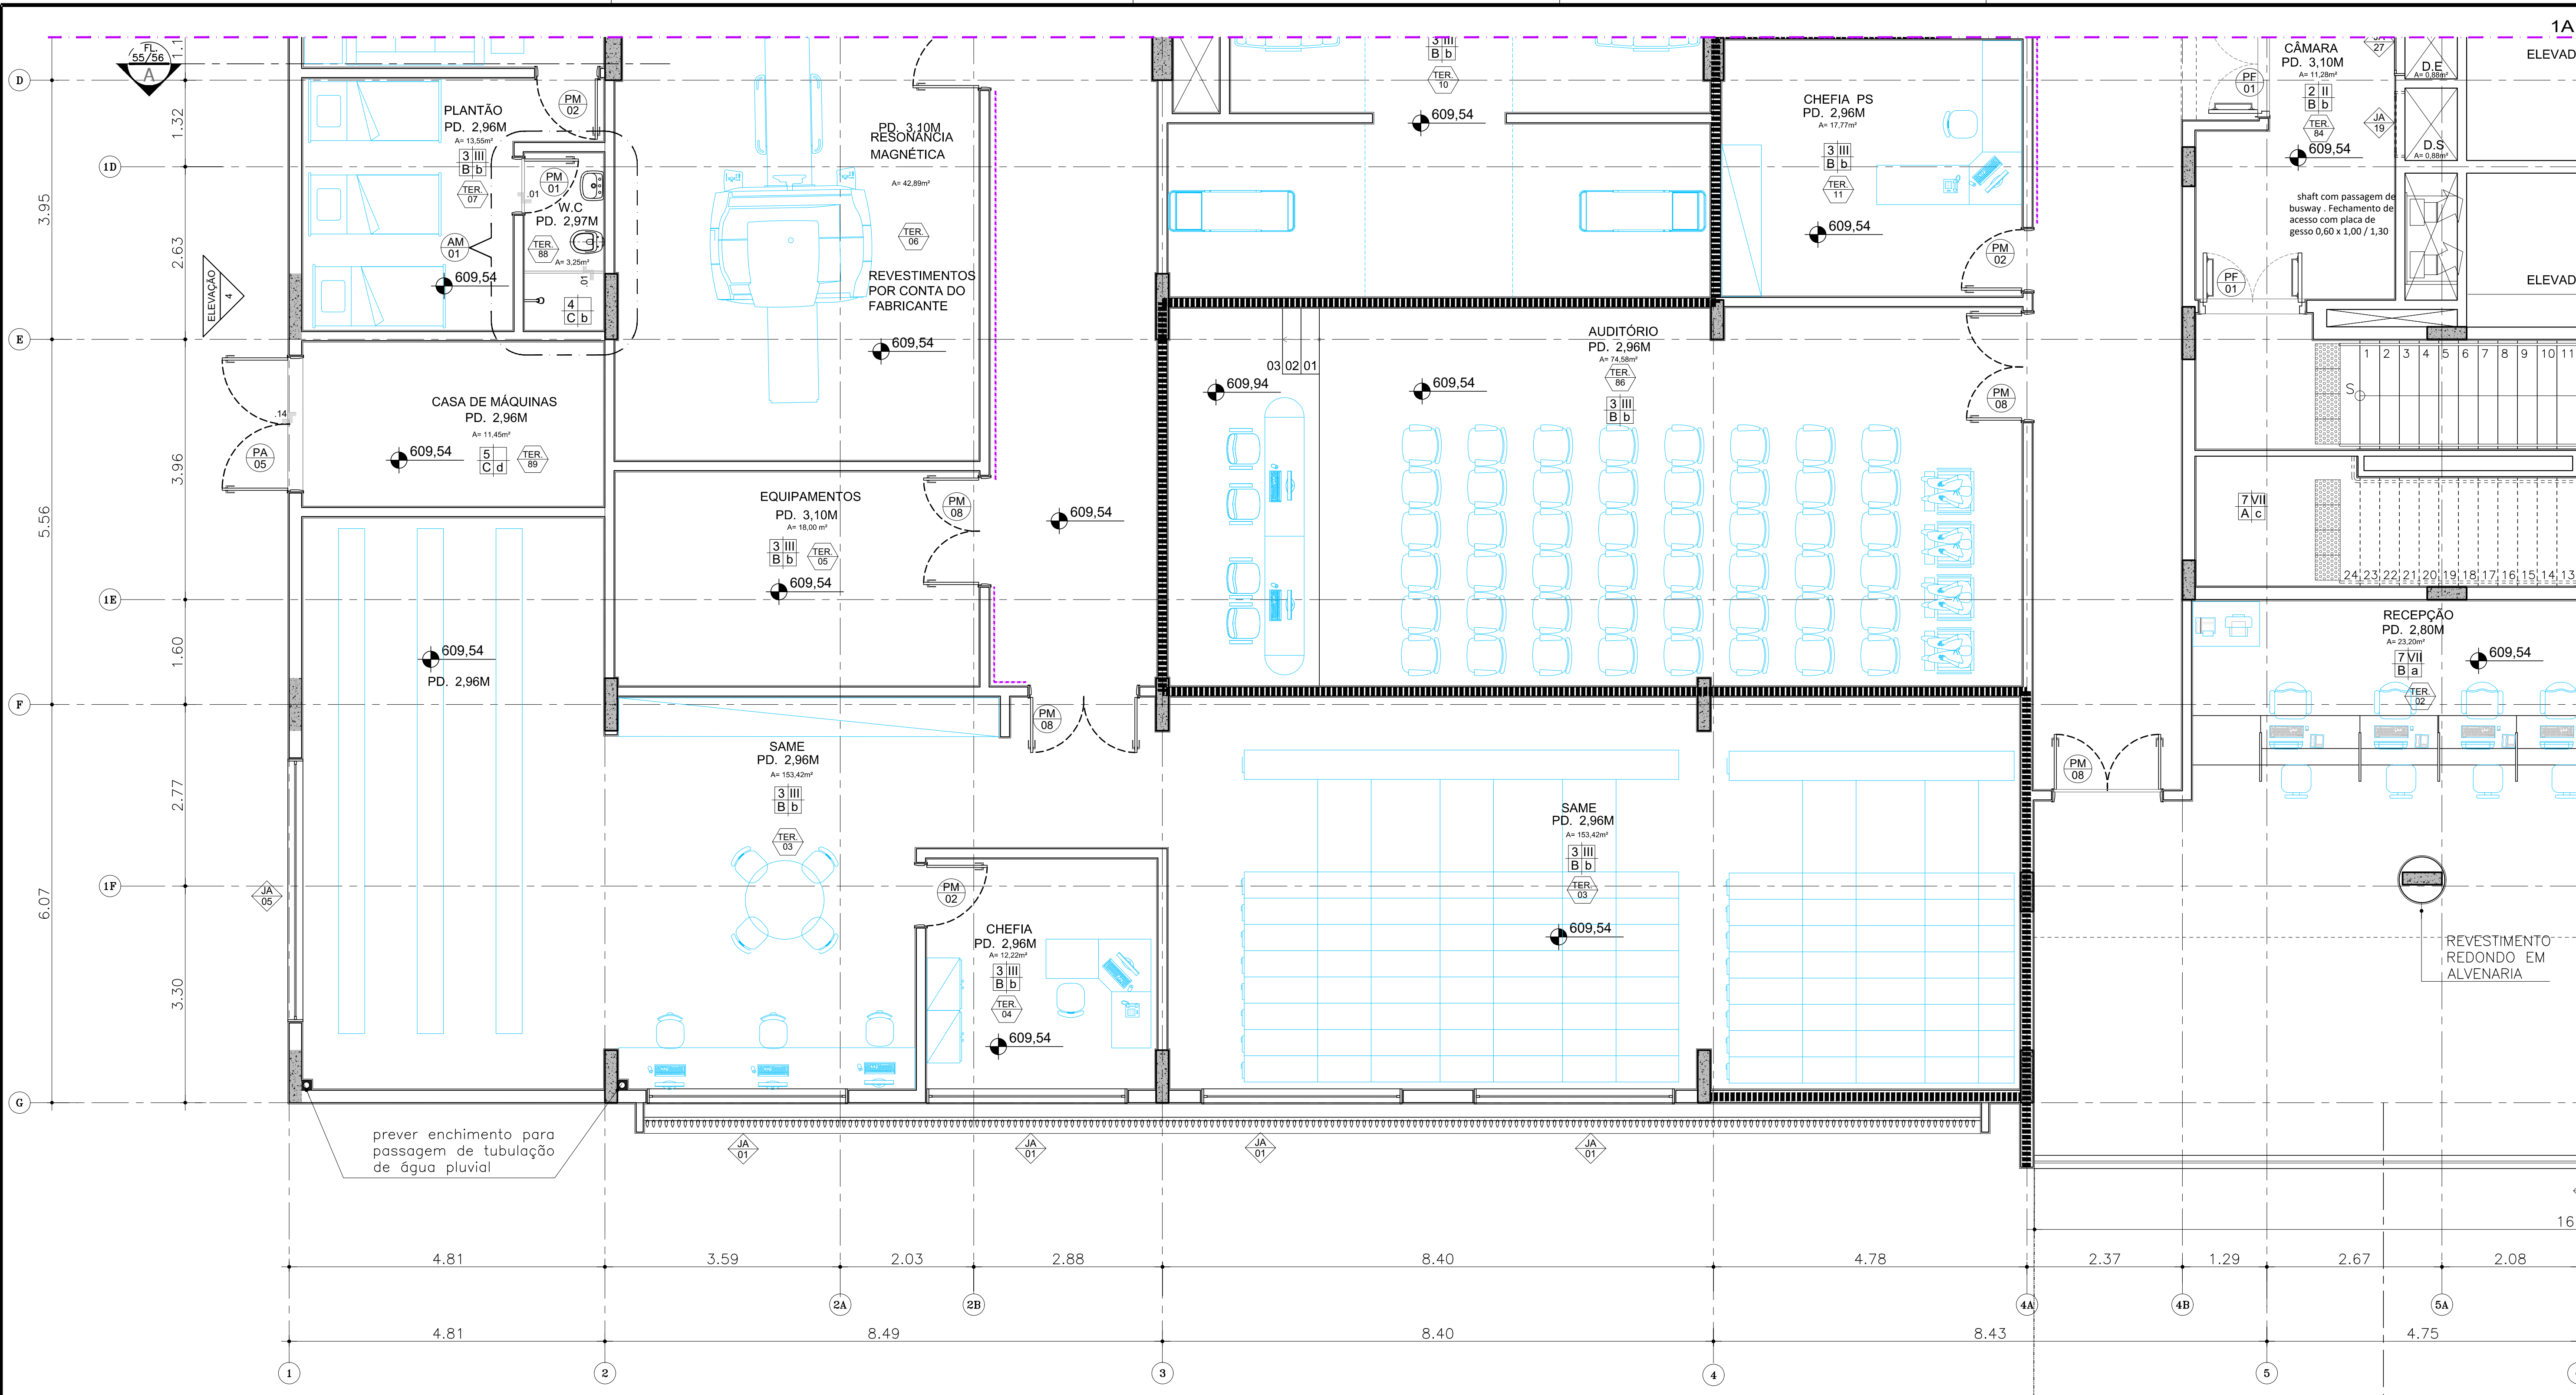 1A
FL.
55/56
A
D
1D
E
1E
F
1F
G
1.1
1.32
3.95
2.63
3.96
5.56
1.60
2.77
6.07
3.30
ELEVAÇÃO
4
PLANTÃO
PD. 2,96M
A= 13,55m²
3 III
B b
TER.
07
PM
02
PM
01
.01
W.C
PD. 2,97M
TER.
88
A= 3,25m²
.01
4
C b
AM
01
609,54
PD. 3,10M
RESONÂNCIA
MAGNÉTICA
A= 42,89m²
TER.
06
REVESTIMENTOS
POR CONTA DO
FABRICANTE
609,54
3 III
B b
TER.
10
609,54
CHEFIA PS
PD. 2,96M
A= 17,77m²
3 III
B b
TER.
11
609,54
PM
02
CÂMARA
PD. 3,10M
A= 11,28m²
2 II
B b
TER.
84
609,54
PF
01
27
JA
19
D.E
A= 0,88m²
D.S
A= 0,88m²
ELEVAD
shaft com passagem de
busway . Fechamento de
acesso com placa de
gesso 0,60 x 1,00 / 1,30
PF
01
ELEVAD
CASA DE MÁQUINAS
PD. 2,96M
A= 11,45m²
609,54
5
C d
TER.
89
.14
PA
05
EQUIPAMENTOS
PD. 3,10M
A= 18,00 m²
3 III
B b
TER.
05
609,54
PM
08
609,54
AUDITÓRIO
PD. 2,96M
A= 74,58m²
TER.
86
3 III
B b
03 02 01
609,94
609,54
PM
08
S
1 2 3 4 5 6 7 8 9 10 11
7 VII
A c
24 23 22 21 20 19 18 17 16 15 14 13
RECEPÇÃO
PD. 2,80M
A= 23,20m²
7 VII
B a
609,54
TER.
02
609,54
PD. 2,96M
PM
08
SAME
PD. 2,96M
A= 153,42m²
3 III
B b
TER.
03
PM
08
SAME
PD. 2,96M
A= 153,42m²
3 III
B b
TER.
03
609,54
JA
05
PM
02
CHEFIA
PD. 2,96M
A= 12,22m²
3 III
B b
TER.
04
609,54
REVESTIMENTO
REDONDO EM
ALVENARIA
prever enchimento para
passagem de tubulação
de água pluvial
JA
01
JA
01
JA
01
JA
01
16
4.81 3.59 2.03 2.88 8.40 4.78 2.37 1.29 2.67 2.08
2A 2B 4A 4B 5A
4.81 8.49 8.40 8.43 4.75
1 2 3 4 5